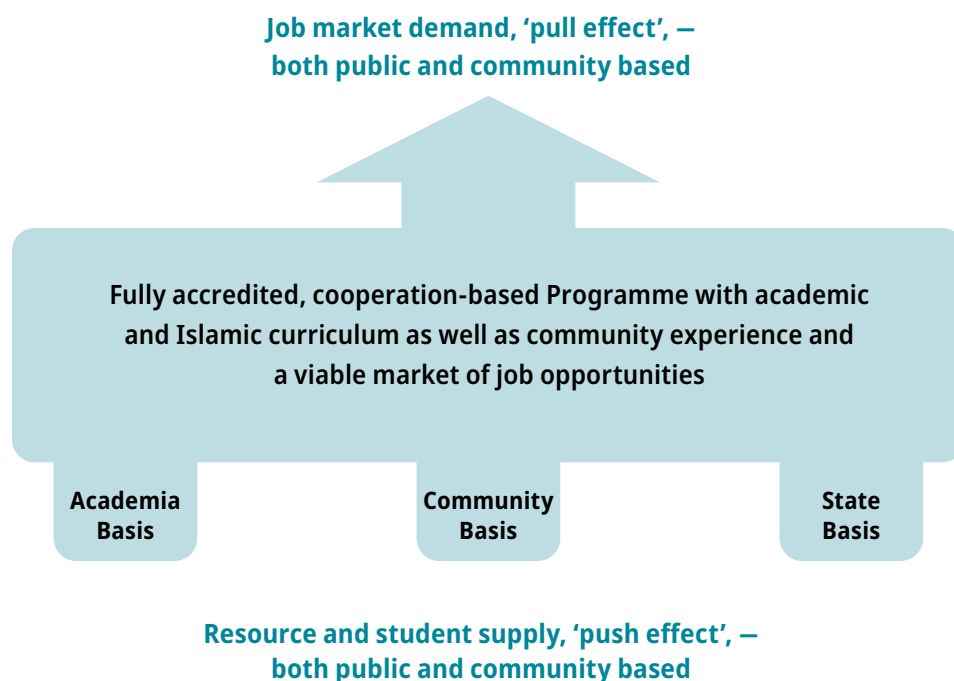 Job market demand, ‘pull effect’, —
both public and community based
Fully accredited, cooperation-based Programme with academic
and Islamic curriculum as well as community experience and
a viable market of job opportunities
Academia
Basis
Community
Basis
State
Basis
Resource and student supply, ‘push effect’, —
both public and community based